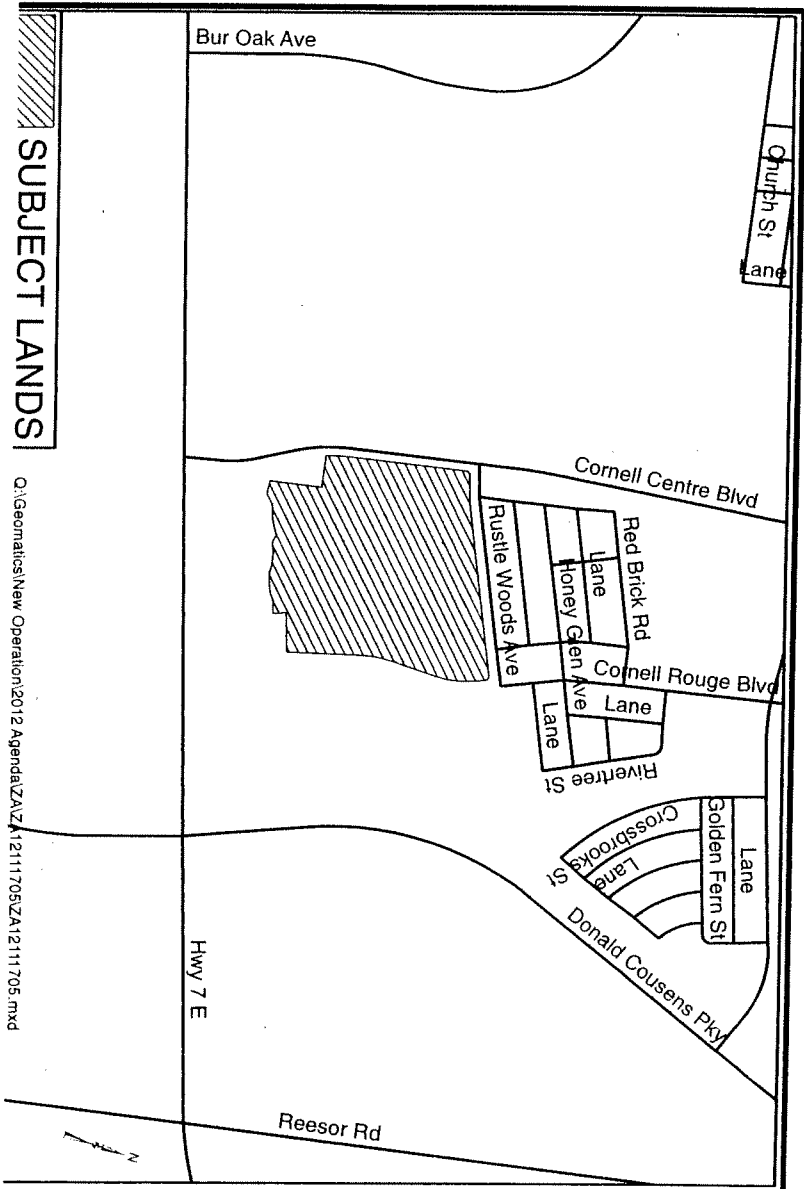 Bur Oak Ave
Church St
Lane
SUBJECT LANDS
Cornell Centre Blvd
Red Brick Rd
Lane
Rustle Woods Ave
Honey Glen Ave
Cornell Rouge Blvd
Lane
Lane
Rivertree St
Crossbrooks St
Lane
Golden Fern St
Lane
Donald Cousens Pky
Hwy 7 E
Reesor Rd
N
Q:\Geomatics\New Operation\2012 Agenda\ZA\ZA12111705\ZA12111705.mxd